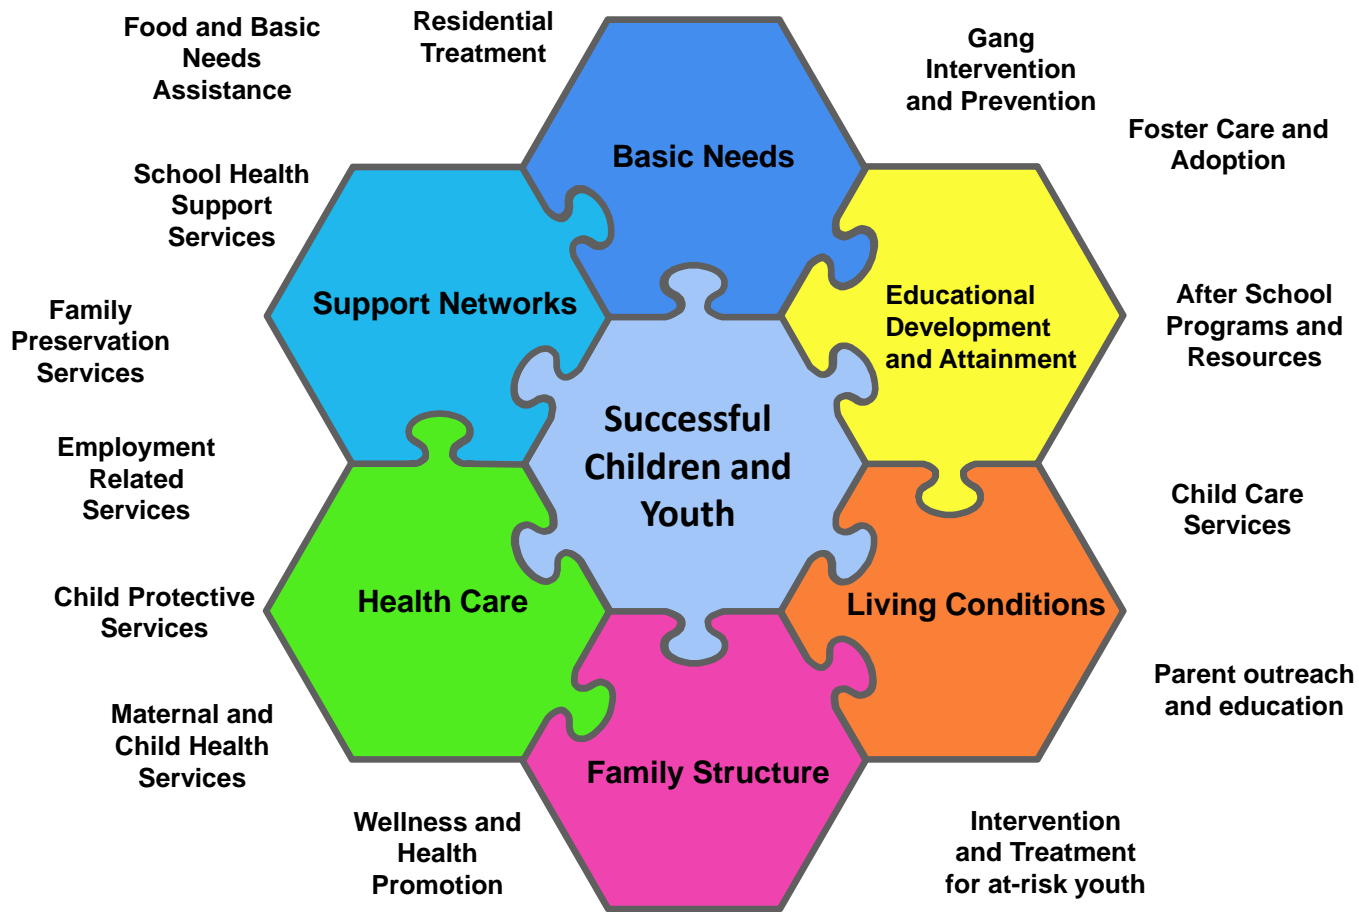 Food and Basic
Needs
Assistance
Residential
Treatment
Gang
Intervention
and Prevention
Foster Care and
Adoption
Basic Needs
School Health
Support
Services
Support Networks
Educational
Development
and Attainment
After School
Programs and
Resources
Family
Preservation
Services
Successful
Children and
Youth
Employment
Related
Services
Child Care
Services
Health Care
Living Conditions
Child Protective
Services
Parent outreach
and education
Maternal and
Child Health
Services
Family Structure
Wellness and
Health
Promotion
Intervention
and Treatment
for at-risk youth